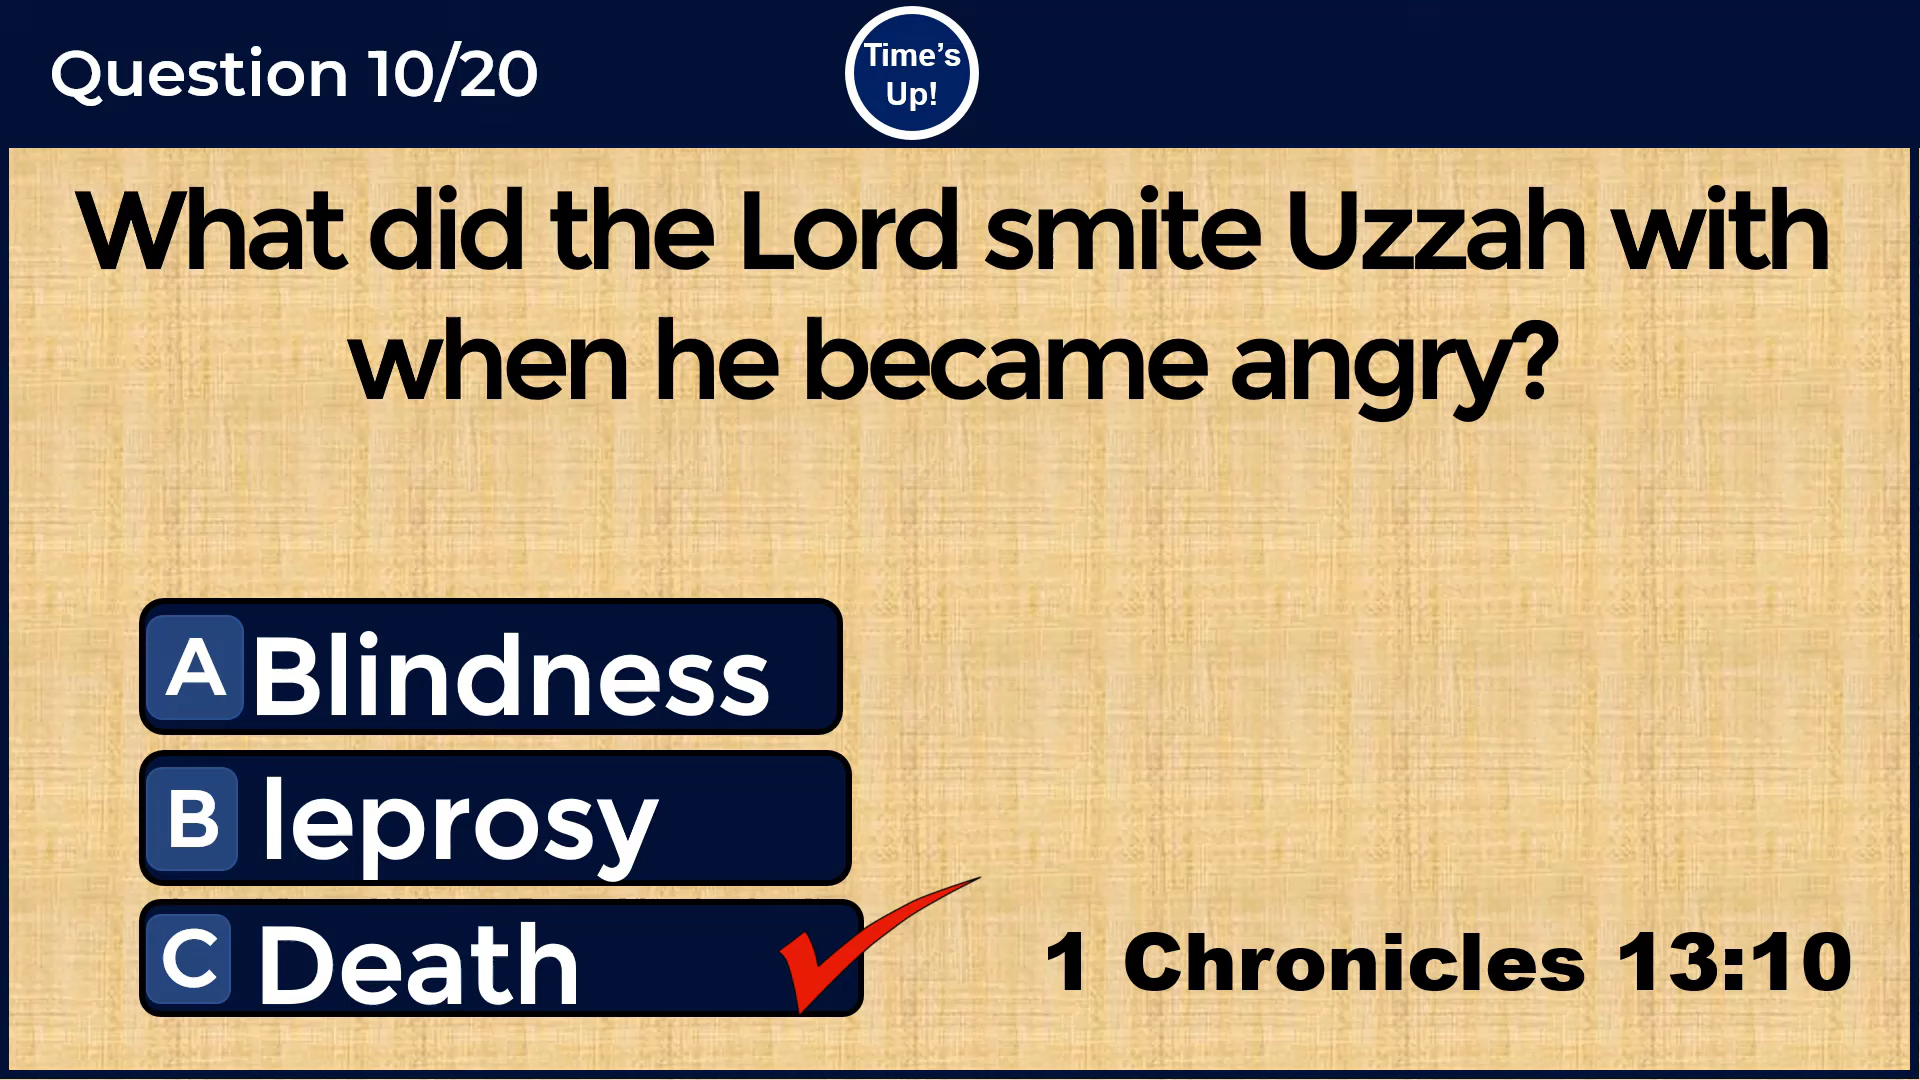 Question 10/20
Time's
Up!
What did the Lord smite Uzzah with
when he became angry?
A Blindness
B leprosy
C Death
1 Chronicles 13:10